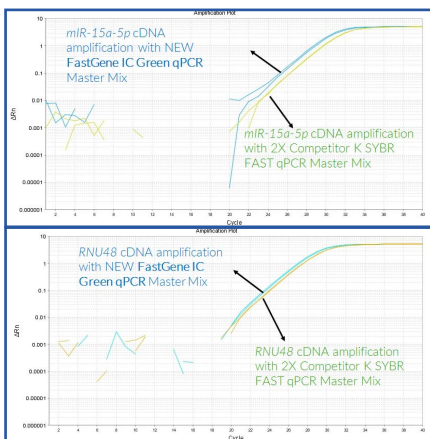 Amplification Plot
mIR-15a-5p cDNA
amplification with NEW
FastGene IC Green qPCR
Master Mix
mIR-15a-5p cDNA amplification
with 2X Competitor K SYBR
FAST qPCR Master Mix
ΔRn
10
1
0.1
0.01
0.001
0.0001
0.00001
0.000001
2 4 6 8 10 12 14 16 18 20 22 24 26 28 30 32 34 36 38 40
Cycle
Amplification Plot
RNU48 cDNA amplification
with NEW FastGene IC
Green qPCR Master Mix
RNU48 cDNA amplification
with 2X Competitor K SYBR
FAST qPCR Master Mix
ΔRn
10
1
0.1
0.01
0.001
0.0001
0.00001
0.000001
2 4 6 8 10 12 14 16 18 20 22 24 26 28 30 32 34 36 38 40
Cycle